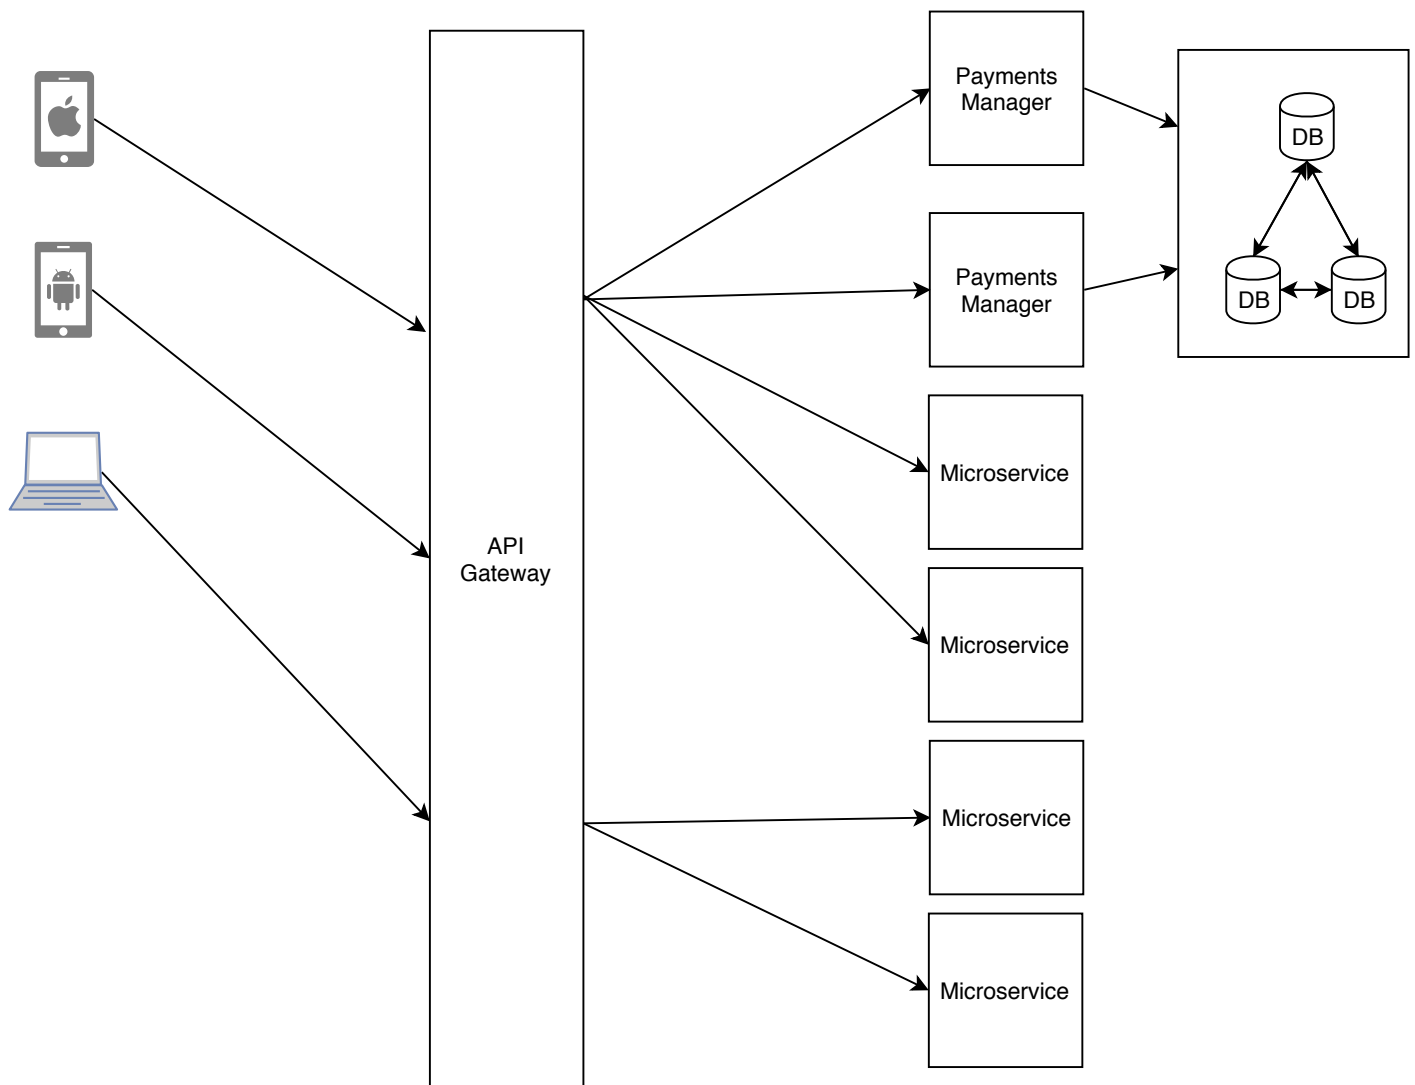 Payments
Manager
DB
Payments
Manager
DB
DB
Microservice
API
Gateway
Microservice
Microservice
Microservice